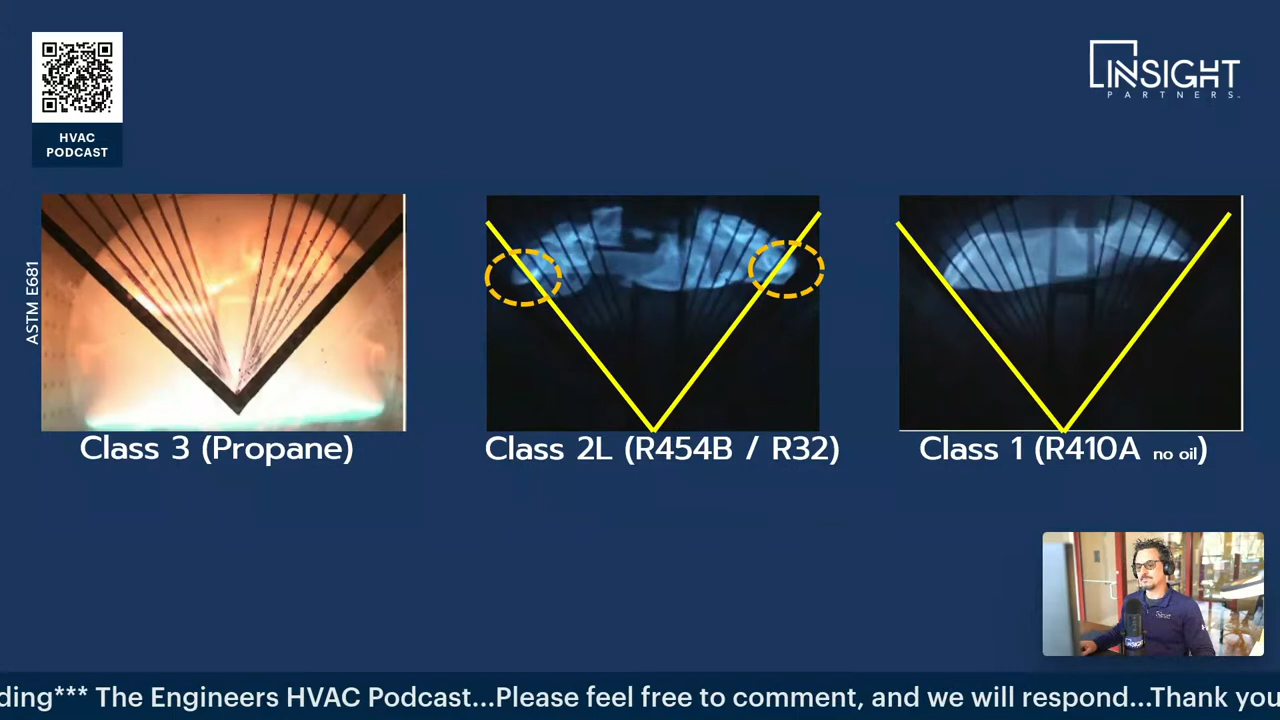 HVAC
PODCAST
INSIGHT
PARTNERS.
ASTM E681
Class 3 (Propane)
Class 2L (R454B / R32)
Class 1 (R410A no oil)
INSIGHT
ding*** The Engineers HVAC Podcast...Please feel free to comment, and we will respond...Thank you